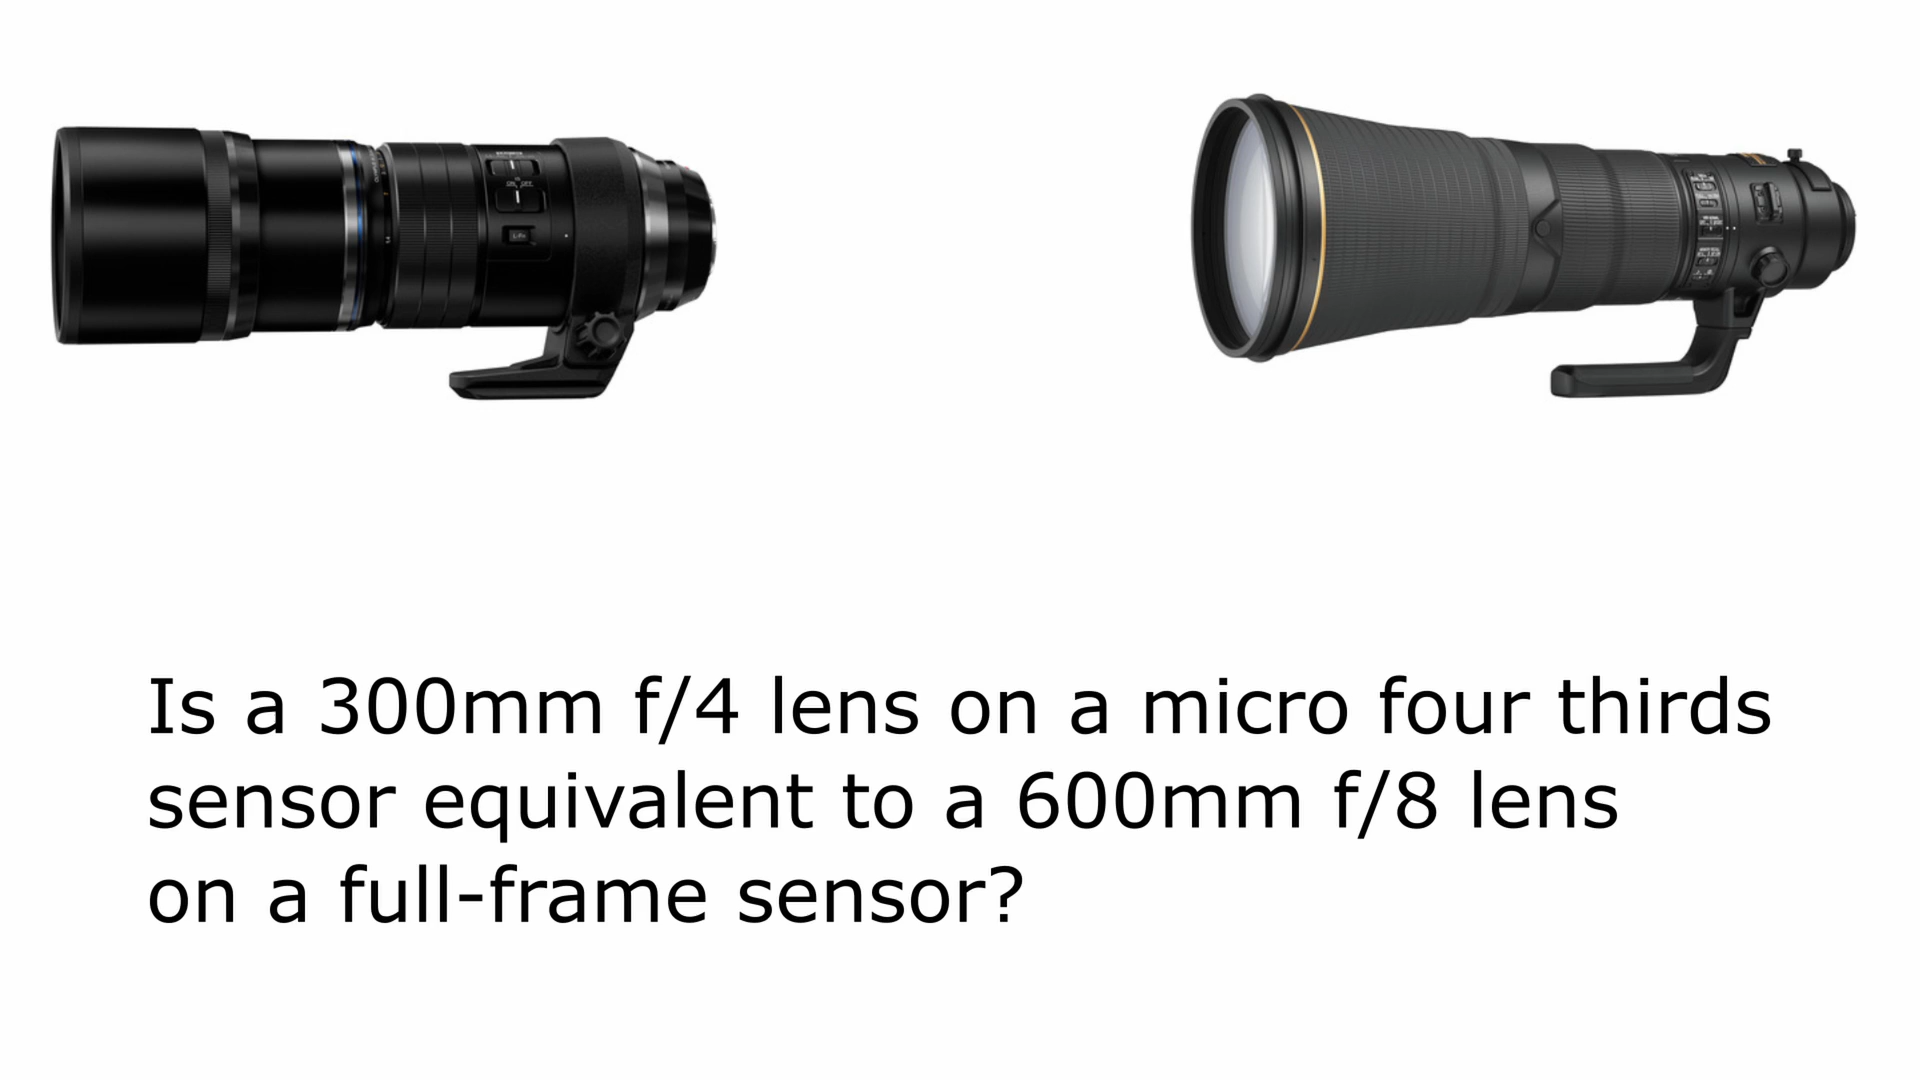 Is a 300mm f/4 lens on a micro four thirds
sensor equivalent to a 600mm f/8 lens
on a full-frame sensor?